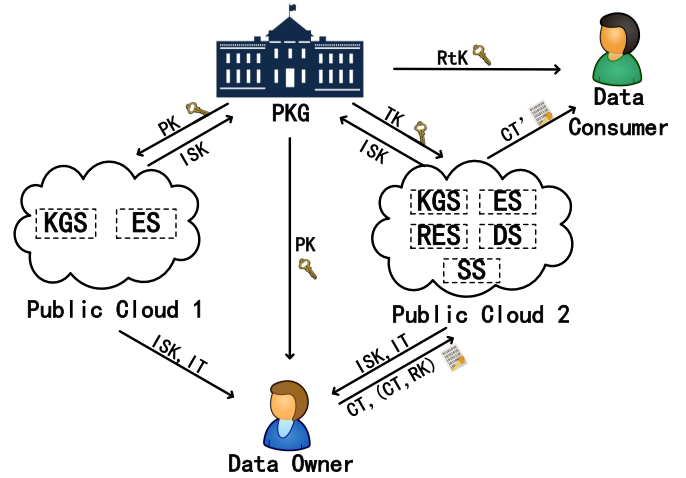 RtK
PKG
Data
Consumer
PK
ISK
TK
ISK
CT'
KGS
ES
KGS
ES
RES
DS
SS
PK
Public Cloud 1
Public Cloud 2
ISK, IT
ISK, IT
CT, (CT, RK)
Data Owner